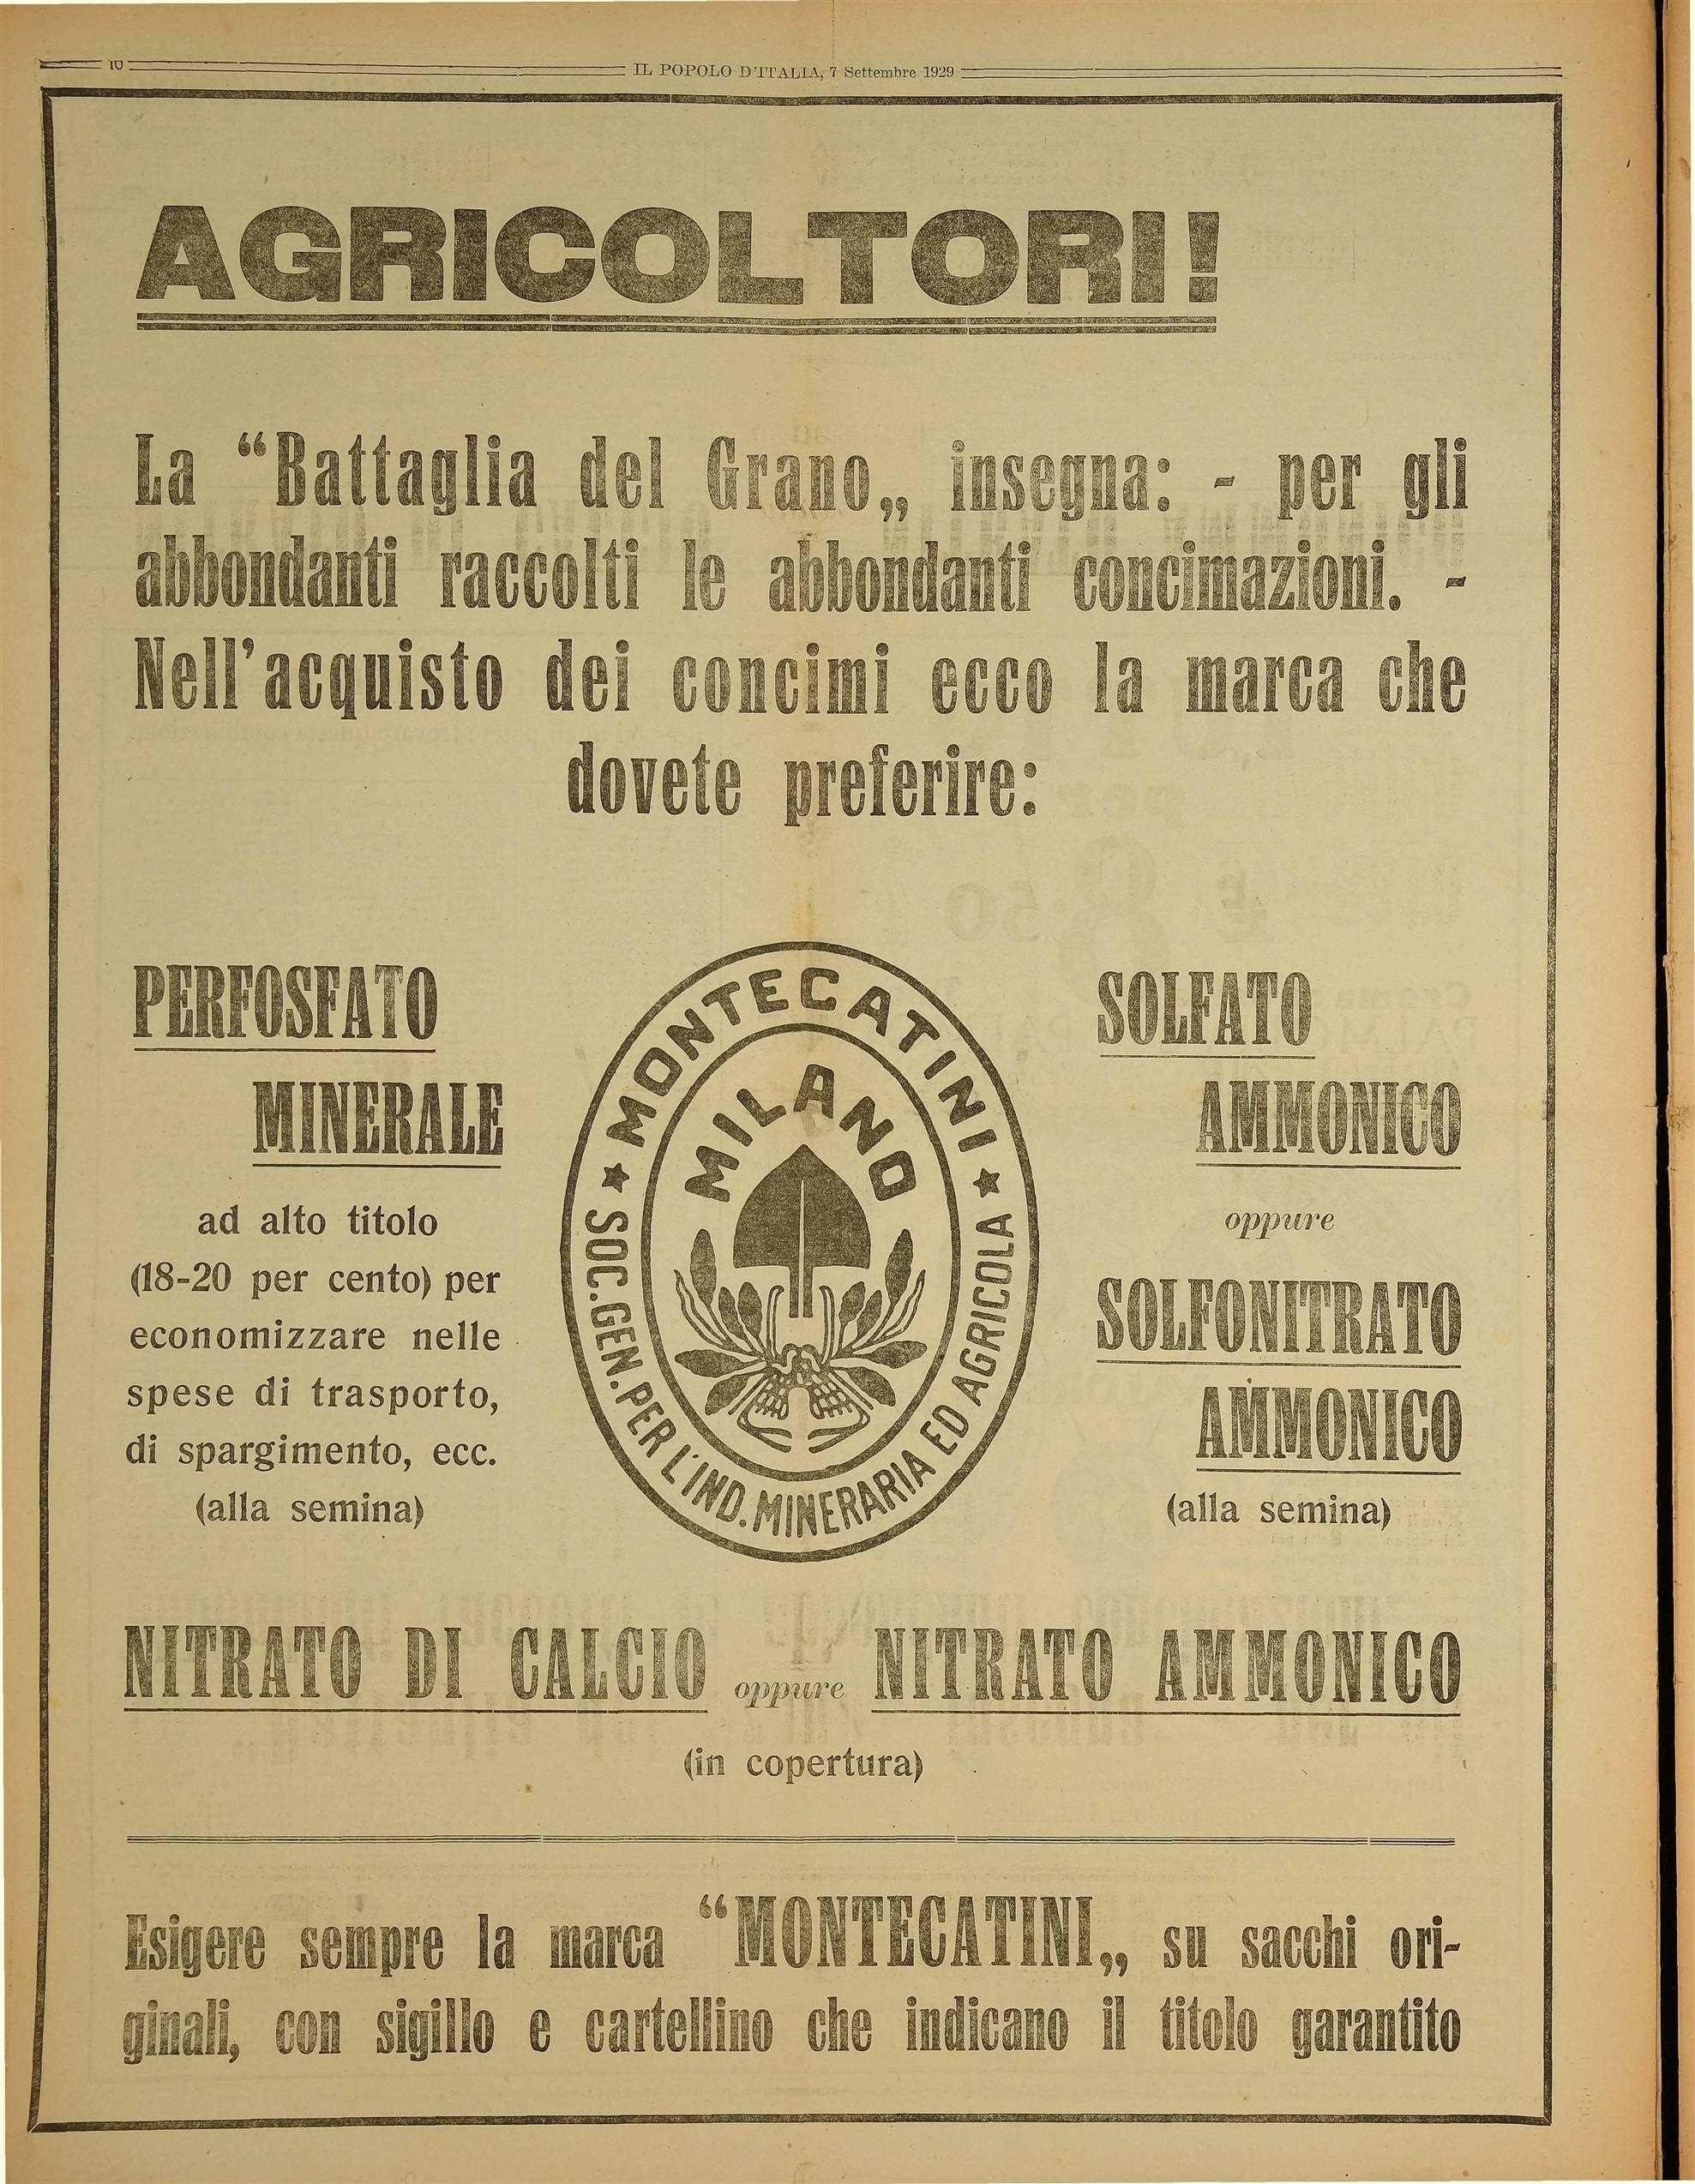 10
IL POPOLO D'ITALIA, 7 Settembre 1929
AGRICOLTORI!
La “Battaglia del Grano„ insegna: - per gli
abbondanti raccolti le abbondanti concimazioni. -
Nell'acquisto dei concimi ecco la marca che
dovete preferire:
PERFOSFATO
MINERALE
ad alto titolo
(18-20 per cento) per
economizzare nelle
spese di trasporto,
di spargimento, ecc.
(alla semina)
★ MONTECATINI ★
SOC. GEN. PER L'IND. MINERARIA ED AGRICOLA
MILANO
SOLFATO
AMMONICO
oppure
SOLFONITRATO
AMMONICO
(alla semina)
NITRATO DI CALCIO oppure NITRATO AMMONICO
(in copertura)
Esigere sempre la marca “MONTECATINI„ su sacchi ori-
ginali, con sigillo e cartellino che indicano il titolo garantito